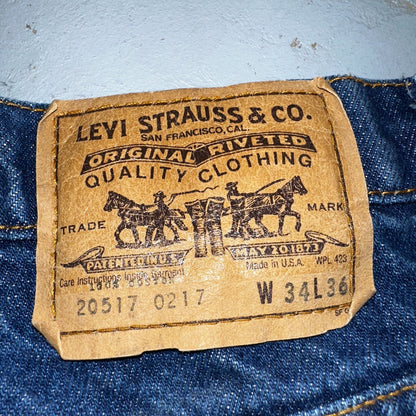 LEVI STRAUSS & CO.
SAN FRANCISCO, CAL.
ORIGINAL RIVETED
QUALITY CLOTHING
TRADE MARK
PATENTED IN U.S. MAY 20 1873
Made in U.S.A. WPL 423
Care Instructions Inside Garment
20517 0217 W 34 L 36